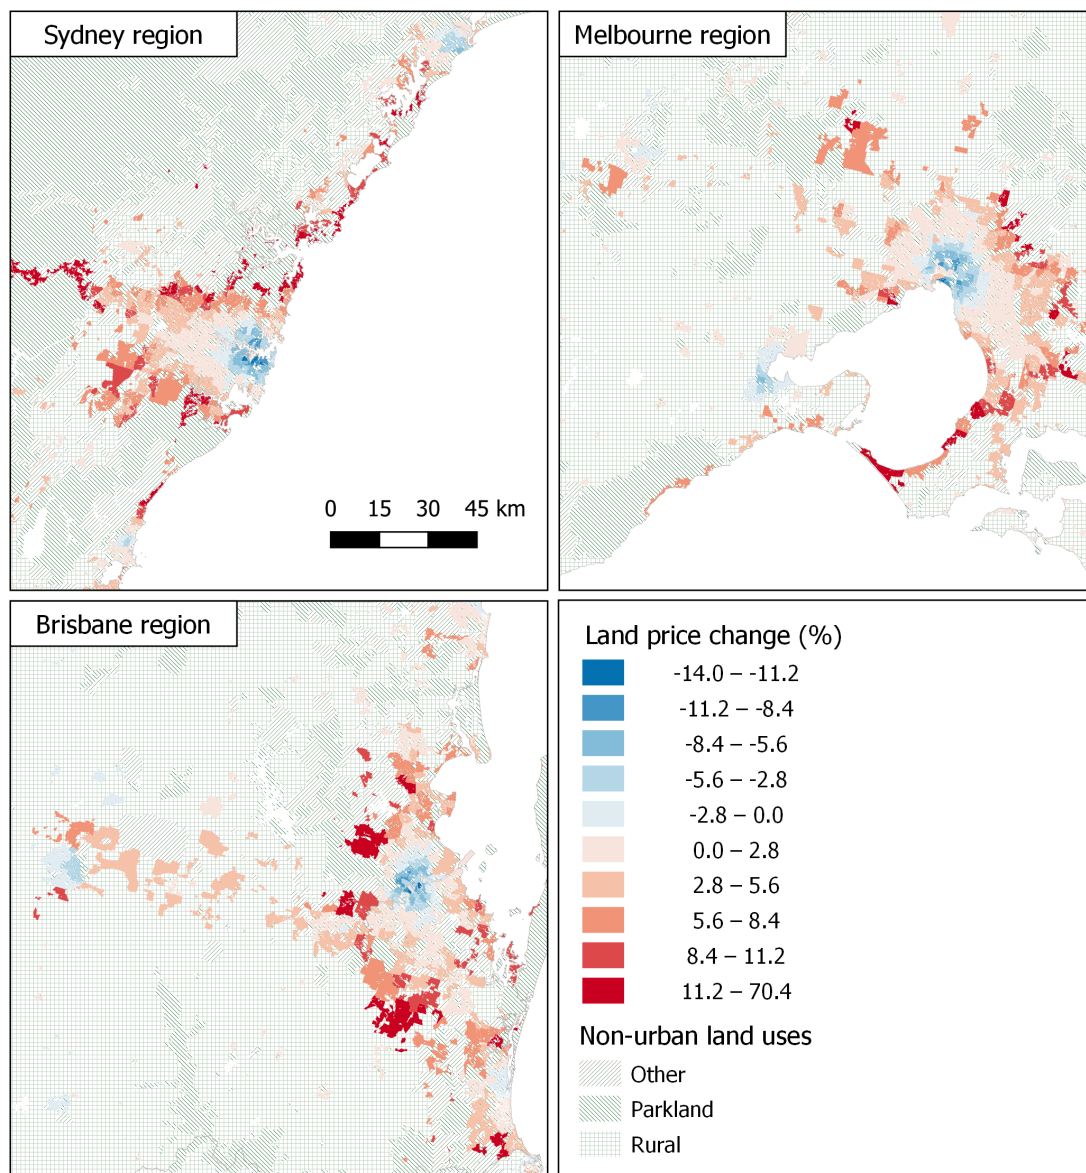 Sydney region
Melbourne region
0 15 30 45 km
Brisbane region
Land price change (%)
-14.0 – -11.2
-11.2 – -8.4
-8.4 – -5.6
-5.6 – -2.8
-2.8 – 0.0
0.0 – 2.8
2.8 – 5.6
5.6 – 8.4
8.4 – 11.2
11.2 – 70.4
Non-urban land uses
Other
Parkland
Rural